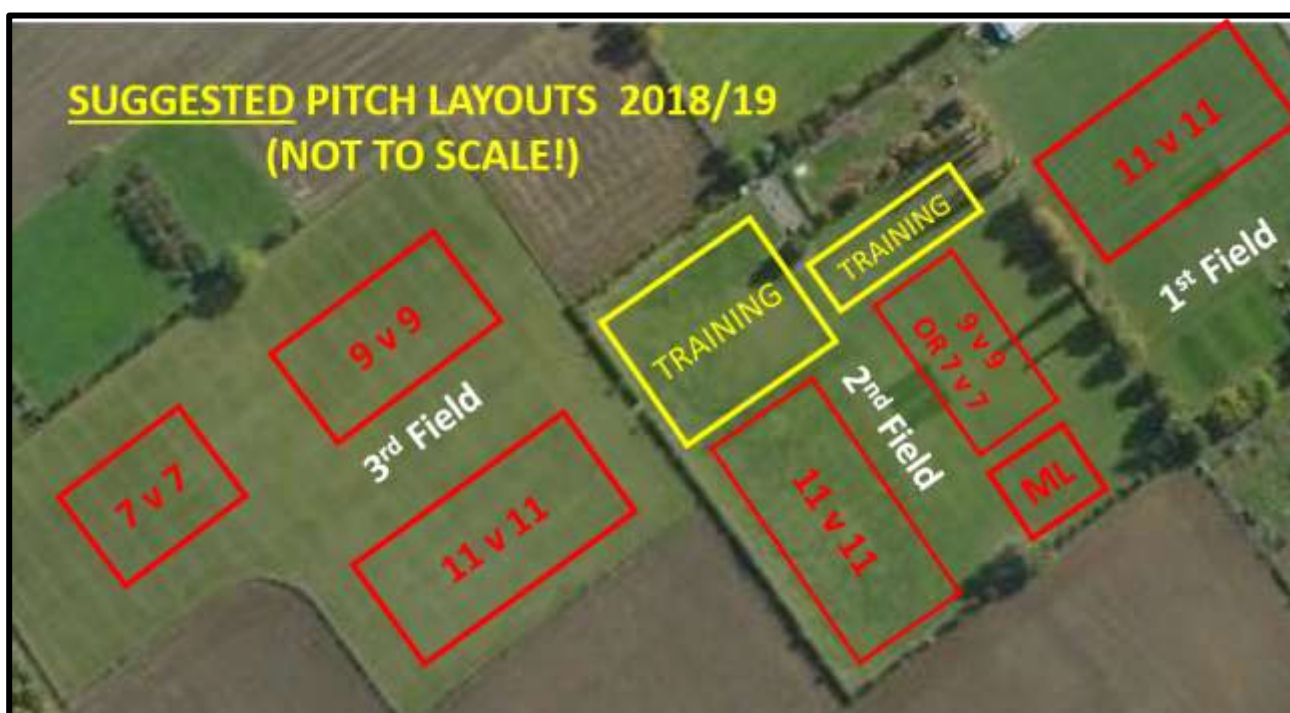 SUGGESTED PITCH LAYOUTS 2018/19
(NOT TO SCALE!)
11 v 11
1st Field
TRAINING
TRAINING
9 v 9
OR 7 v 7
2nd Field
ML
11 v 11
9 v 9
3rd Field
7 v 7
11 v 11